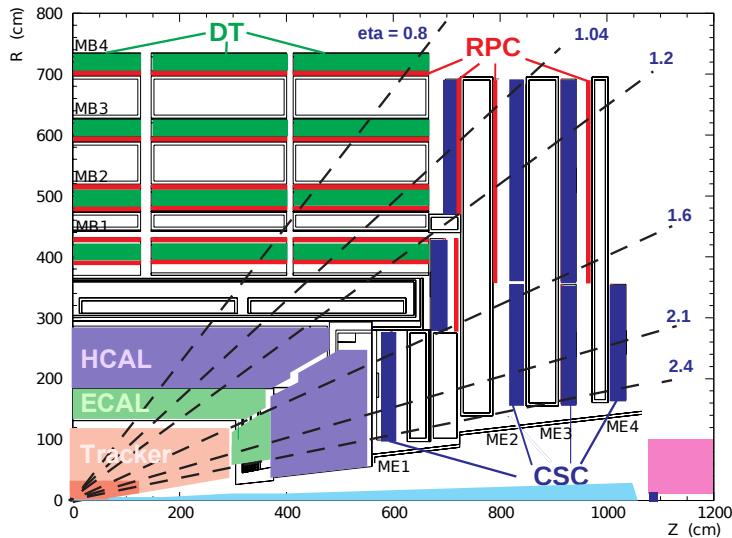 R (cm)
800
700
600
500
400
300
200
100
0
MB4
DT
eta = 0.8
RPC
1.04
1.2
MB3
MB2
MB1
1.6
2.1
2.4
HCAL
ECAL
Tracker
ME1
ME2
ME3
ME4
CSC
0
200
400
600
800
1000
1200
Z (cm)